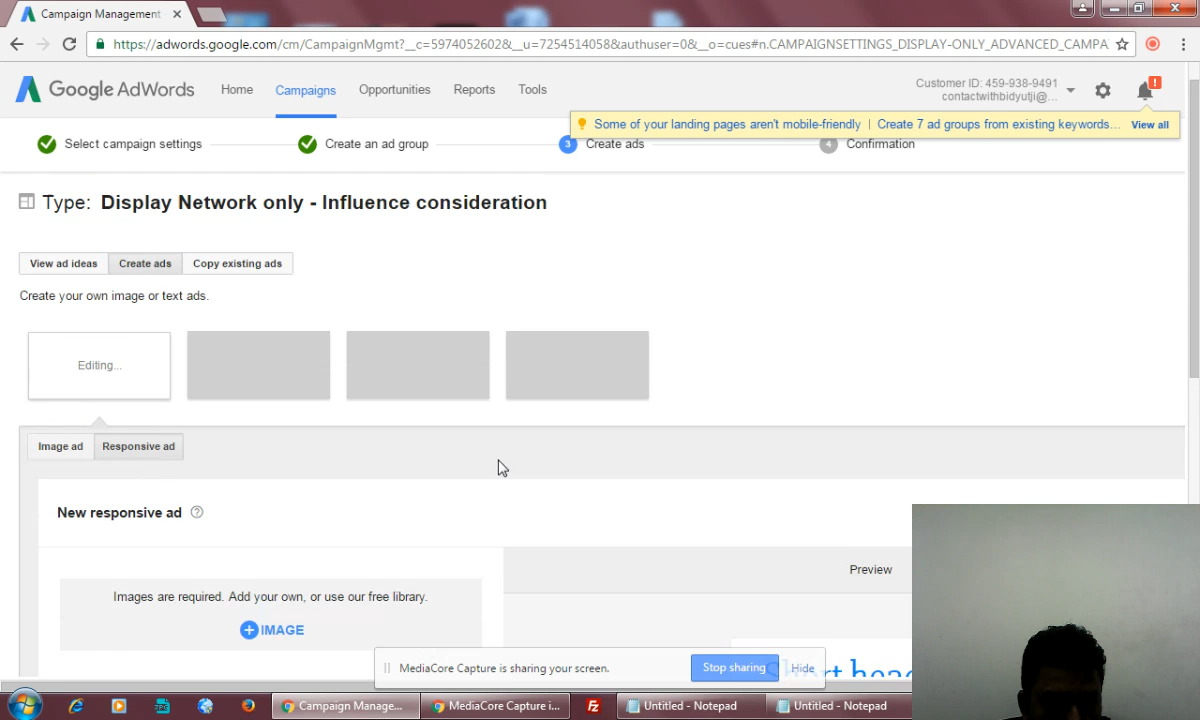 Campaign Management
https://adwords.google.com/cm/CampaignMgmt?__c=5974052602&__u=7254514058&authuser=0&__o=cues#n.CAMPAIGNSETTINGS_DISPLAY-ONLY_ADVANCED_CAMPA
Google AdWords
Home
Campaigns
Opportunities
Reports
Tools
Customer ID: 459-938-9491
contactwithbidyutji@...
Some of your landing pages aren't mobile-friendly | Create 7 ad groups from existing keywords... View all
Select campaign settings
Create an ad group
3 Create ads
4 Confirmation
Type: Display Network only - Influence consideration
View ad ideas
Create ads
Copy existing ads
Create your own image or text ads.
Editing...
Image ad
Responsive ad
New responsive ad ?
Preview
Images are required. Add your own, or use our free library.
+ IMAGE
MediaCore Capture is sharing your screen.
Stop sharing
Hide
Campaign Manage...
MediaCore Capture i...
Untitled - Notepad
Untitled - Notepad